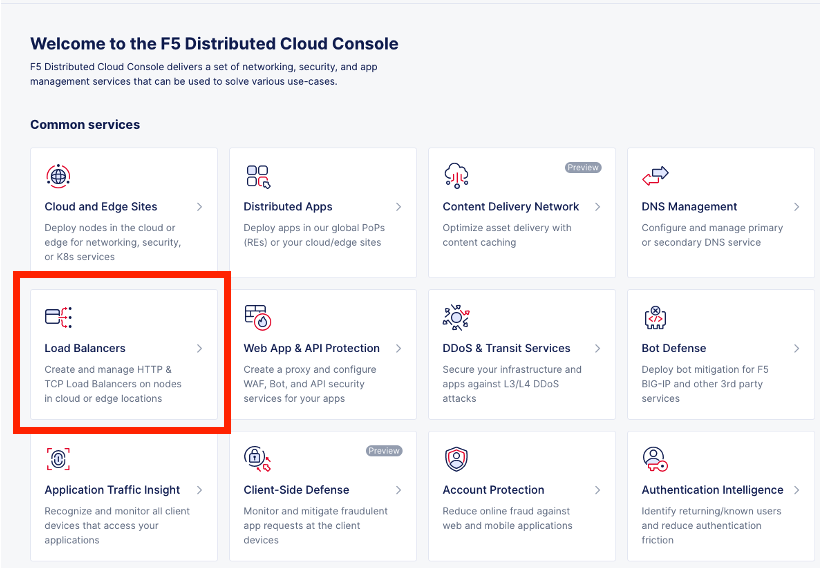 Welcome to the F5 Distributed Cloud Console
F5 Distributed Cloud Console delivers a set of networking, security, and app
management services that can be used to solve various use-cases.
Common services
Cloud and Edge Sites
Deploy nodes in the cloud or
edge for networking, security,
or K8s services
Distributed Apps
Deploy apps in our global PoPs
(REs) or your cloud/edge sites
Preview
Content Delivery Network
Optimize asset delivery with
content caching
DNS Management
Configure and manage primary
or secondary DNS service
Load Balancers
Create and manage HTTP &
TCP Load Balancers on nodes
in cloud or edge locations
Web App & API Protection
Create a proxy and configure
WAF, Bot, and API security
services for your apps
DDoS & Transit Services
Secure your infrastructure and
apps against L3/L4 DDoS
attacks
Bot Defense
Deploy bot mitigation for F5
BIG-IP and other 3rd party
services
Application Traffic Insight
Recognize and monitor all client
devices that access your
applications
Preview
Client-Side Defense
Monitor and mitigate fraudulent
app requests at the client
devices
Account Protection
Reduce online fraud against
web and mobile applications
Authentication Intelligence
Identify returning/known users
and reduce authentication
friction